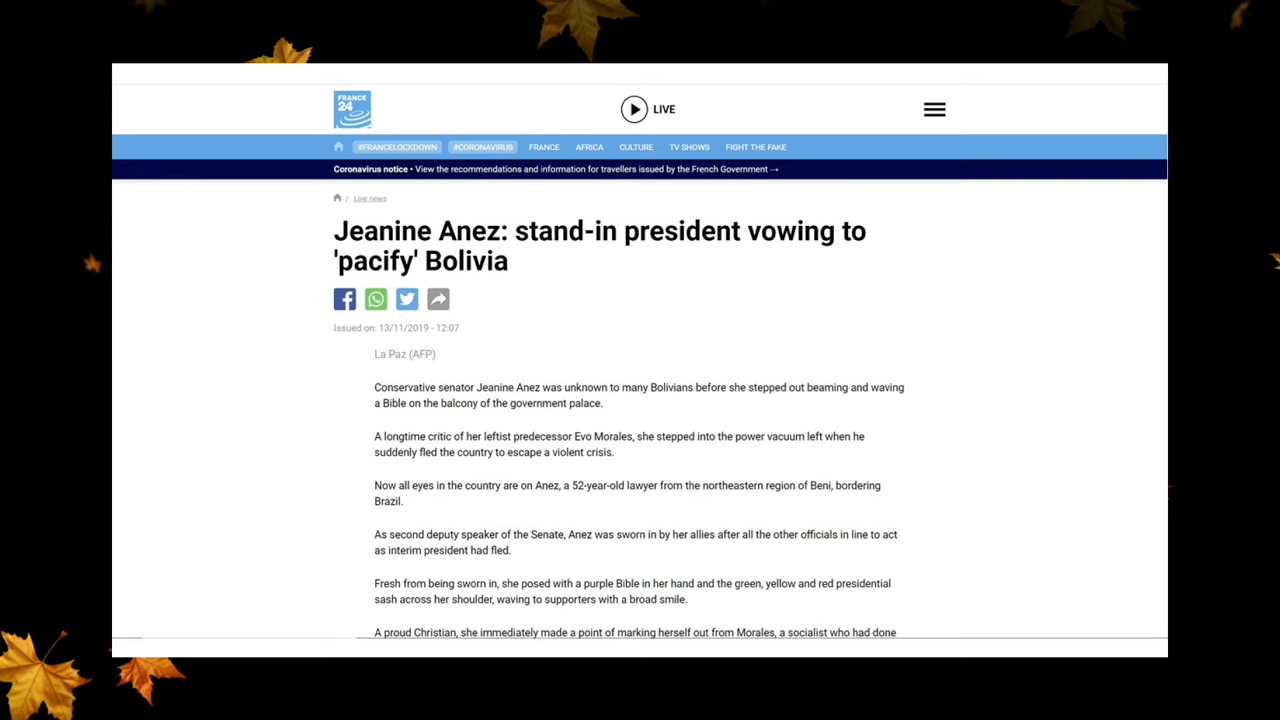 FRANCE
24
LIVE
#FRANCELOCKDOWN #CORONAVIRUS FRANCE AFRICA CULTURE TV SHOWS FIGHT THE FAKE
Coronavirus notice • View the recommendations and information for travellers issued by the French Government →
/ Live news
Jeanine Anez: stand-in president vowing to
'pacify' Bolivia
Issued on: 13/11/2019 - 12:07
La Paz (AFP)
Conservative senator Jeanine Anez was unknown to many Bolivians before she stepped out beaming and waving
a Bible on the balcony of the government palace.
A longtime critic of her leftist predecessor Evo Morales, she stepped into the power vacuum left when he
suddenly fled the country to escape a violent crisis.
Now all eyes in the country are on Anez, a 52-year-old lawyer from the northeastern region of Beni, bordering
Brazil.
As second deputy speaker of the Senate, Anez was sworn in by her allies after all the other officials in line to act
as interim president had fled.
Fresh from being sworn in, she posed with a purple Bible in her hand and the green, yellow and red presidential
sash across her shoulder, waving to supporters with a broad smile.
A proud Christian, she immediately made a point of marking herself out from Morales, a socialist who had done